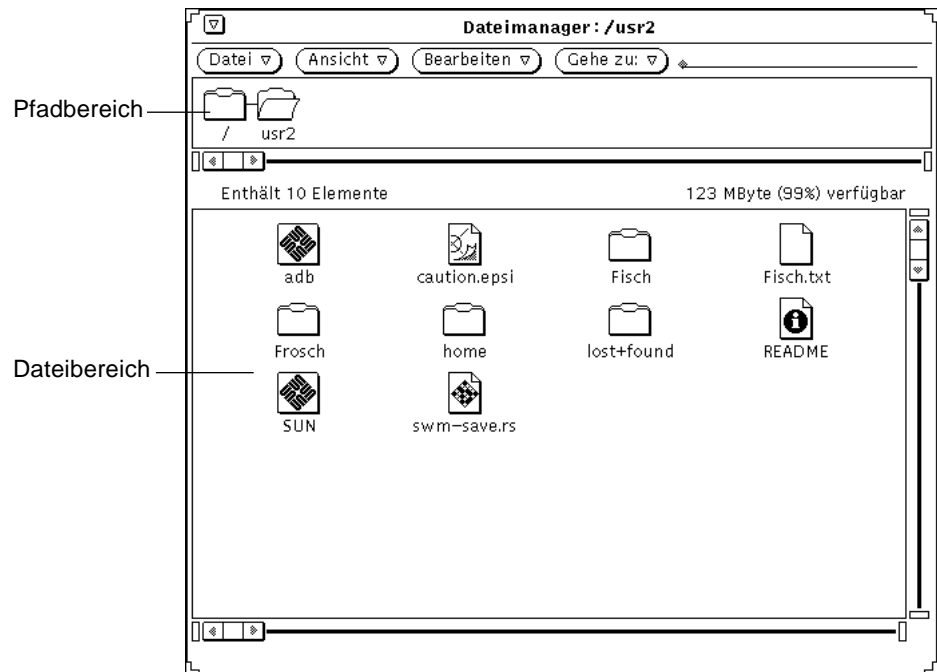 Dateimanager : /usr2
Datei Ansicht Bearbeiten Gehe zu:
Pfadbereich
/ usr2
Enthält 10 Elemente 123 MByte (99%) verfügbar
adb caution.epsi Fisch Fisch.txt
Frosch home lost+found README
Dateibereich
SUN swm-save.rs